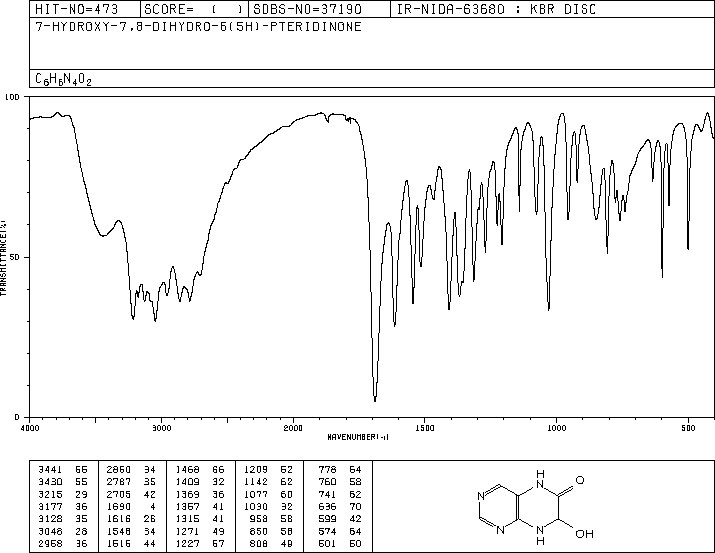 HIT-NO=473 SCORE= ( ) SDBS-NO=37190 IR-NIDA-63680 : KBR DISC
7-HYDROXY-7,8-DIHYDRO-6(5H)-PTERIDINONE
C6H6N4O2
100
50
0
TRANSMITTANCE(%)
4000 3000 2000 1500 1000 500
WAVENUMBER(-1)
3441 55 2860 34 1468 66 1209 52 778 64
3430 55 2787 35 1409 32 1142 62 760 58
3215 29 2705 42 1369 36 1077 60 741 62
3177 36 1690 4 1357 41 1030 32 636 70
3128 35 1616 26 1315 41 958 58 599 42
3046 28 1548 34 1271 49 850 58 574 64
2958 36 1515 44 1227 57 808 49 501 50
H
N
O
N
N
N
H
OH